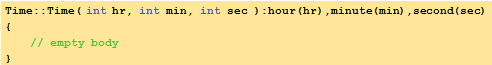 Time::Time( int hr, int min, int sec ):hour(hr),minute(min),second(sec)
{
// empty body
}